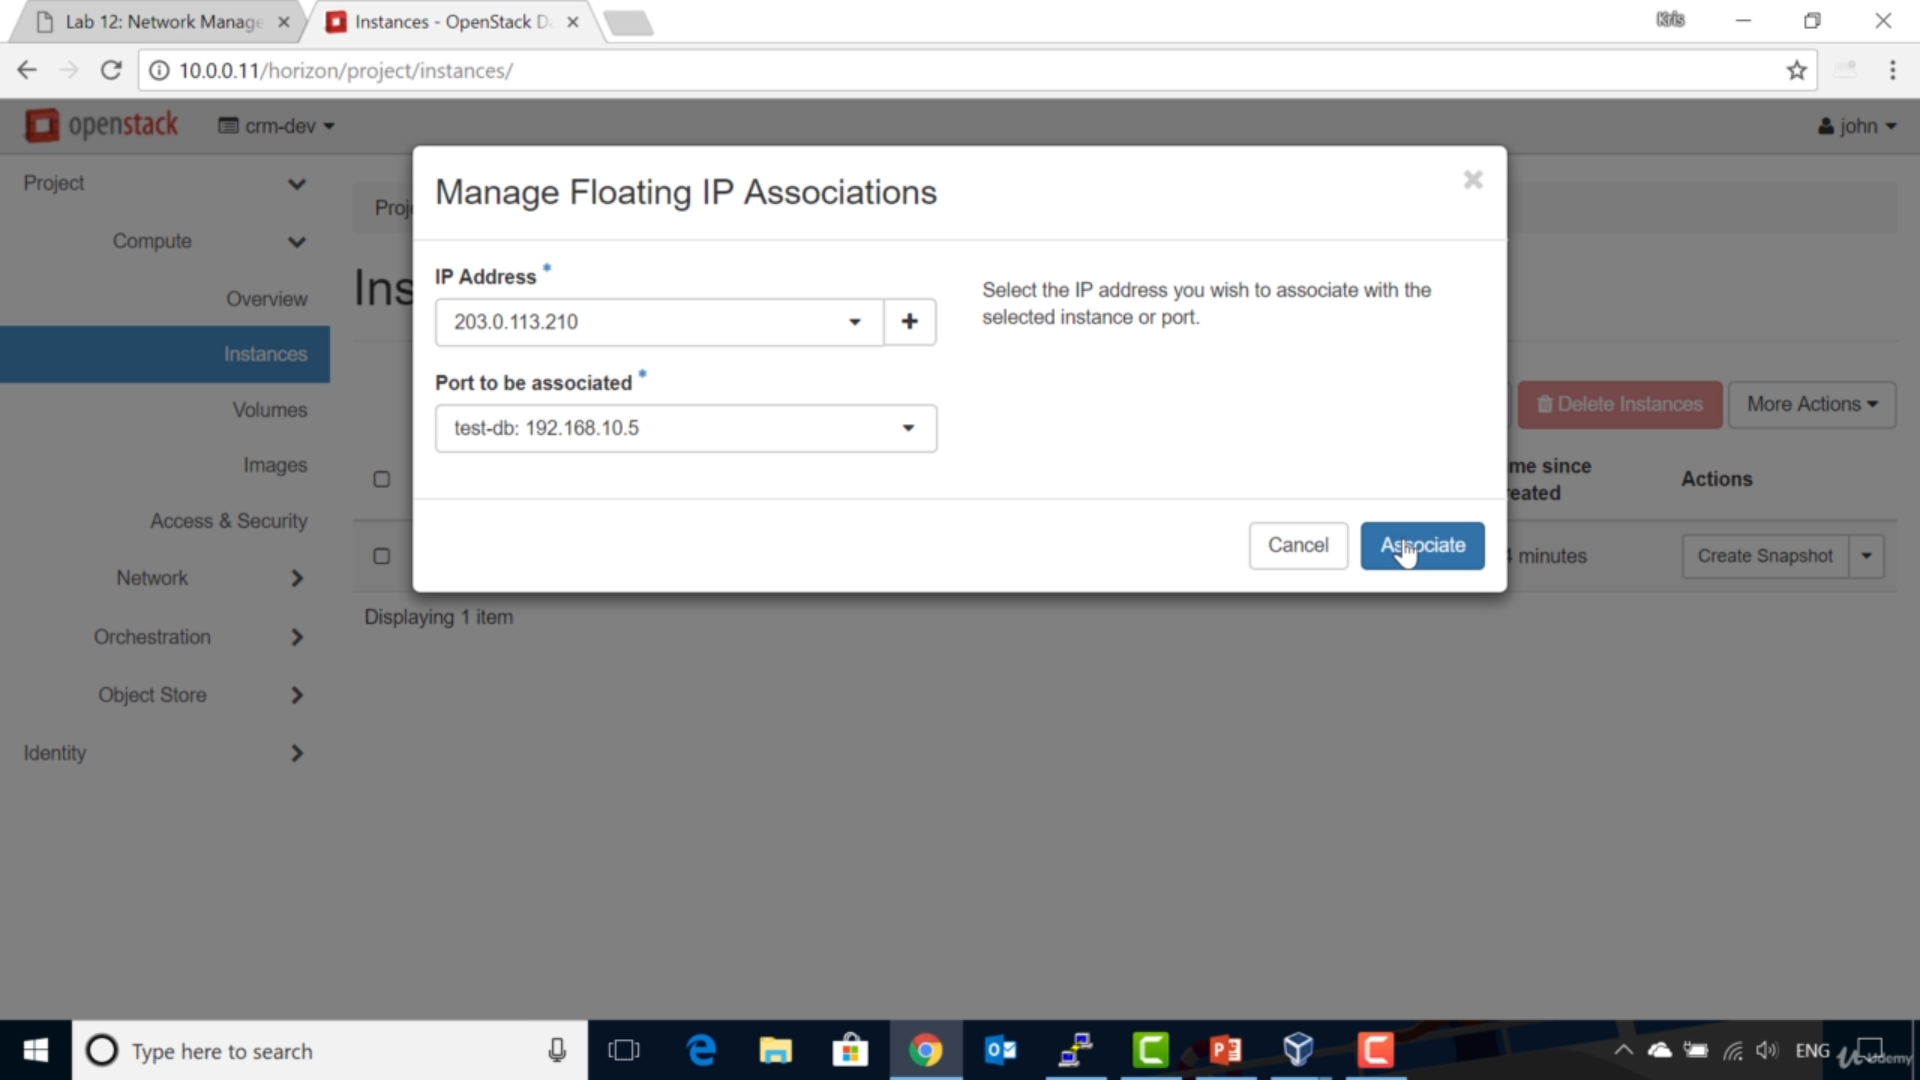 Lab 12: Network Manage
Instances - OpenStack Da
Kris
10.0.0.11/horizon/project/instances/
openstack
crm-dev
john
Project
Compute
Overview
Instances
Volumes
Images
Access & Security
Network
Orchestration
Object Store
Identity
Proj
Ins
Manage Floating IP Associations
IP Address *
203.0.113.210
Select the IP address you wish to associate with the
selected instance or port.
Port to be associated *
test-db: 192.168.10.5
Cancel
Associate
Delete Instances
More Actions
me since
eated
Actions
minutes
Create Snapshot
Displaying 1 item
Type here to search
ENG
Udemy